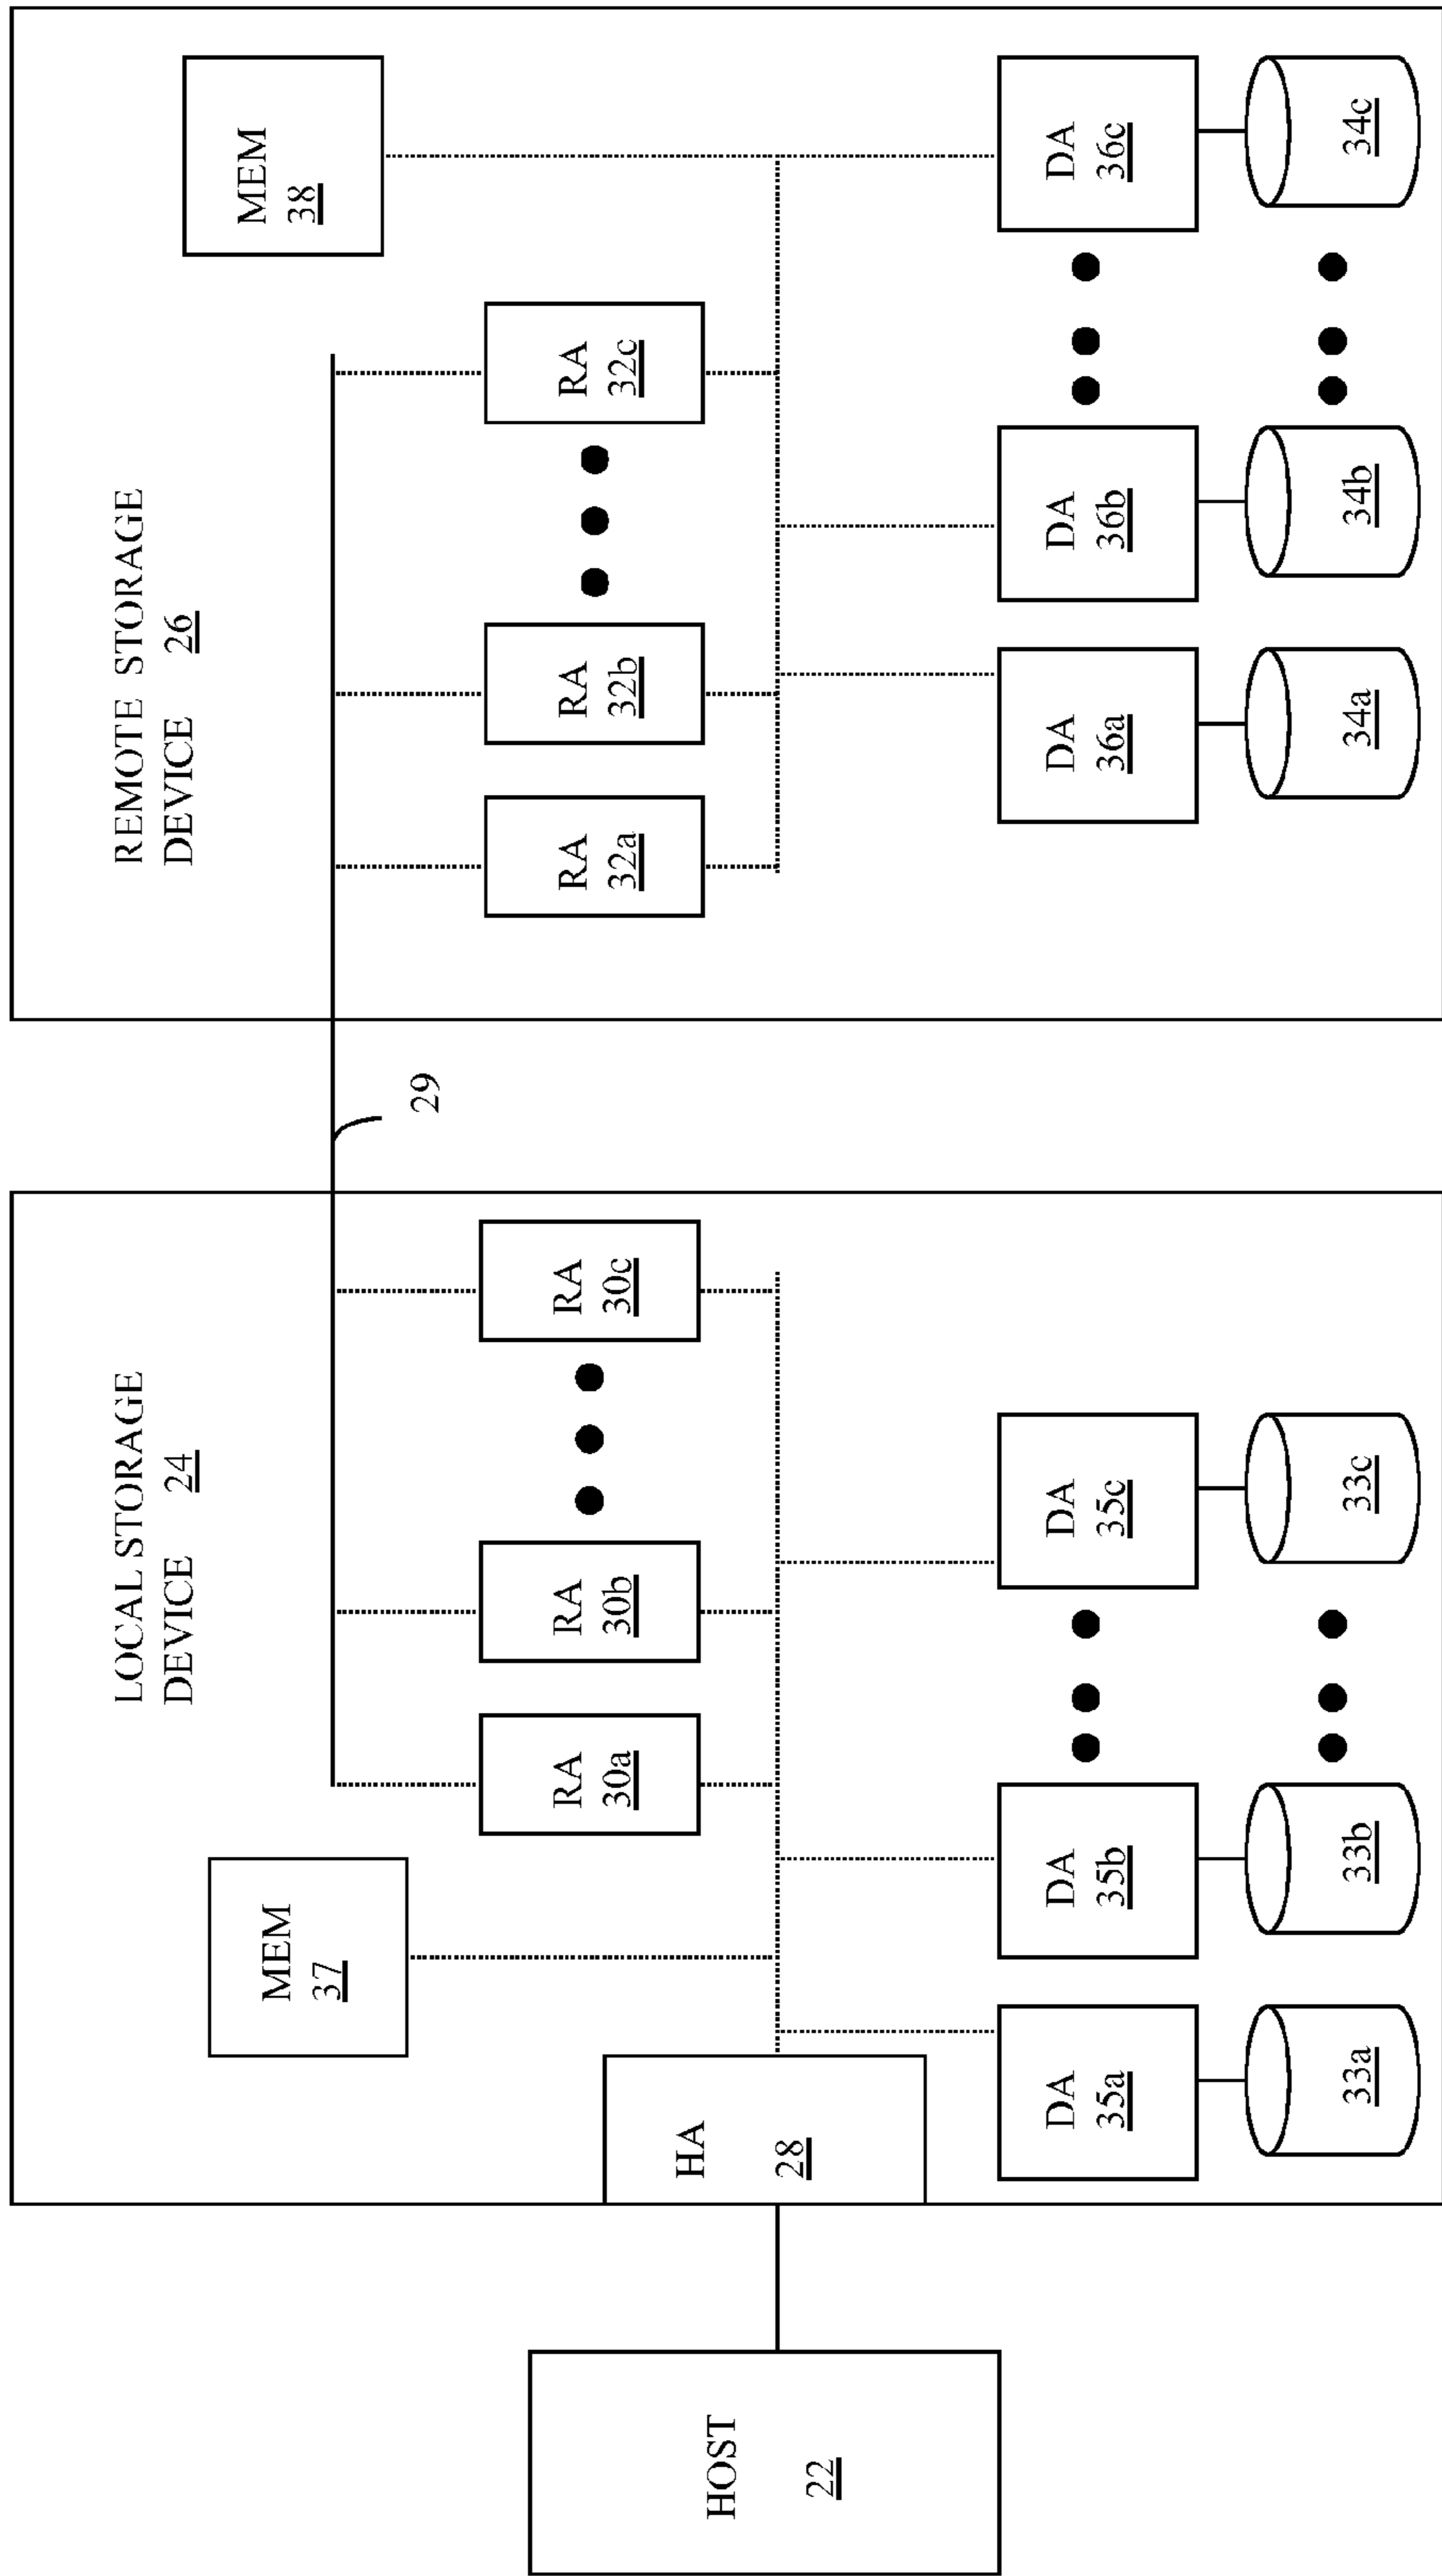 HOST
22
LOCAL STORAGE
DEVICE 24
MEM
37
HA
28
RA
30a
RA
30b
RA
30c
DA
35a
DA
35b
DA
35c
33a
33b
33c
29
REMOTE STORAGE
DEVICE 26
MEM
38
RA
32a
RA
32b
RA
32c
DA
36a
DA
36b
DA
36c
34a
34b
34c